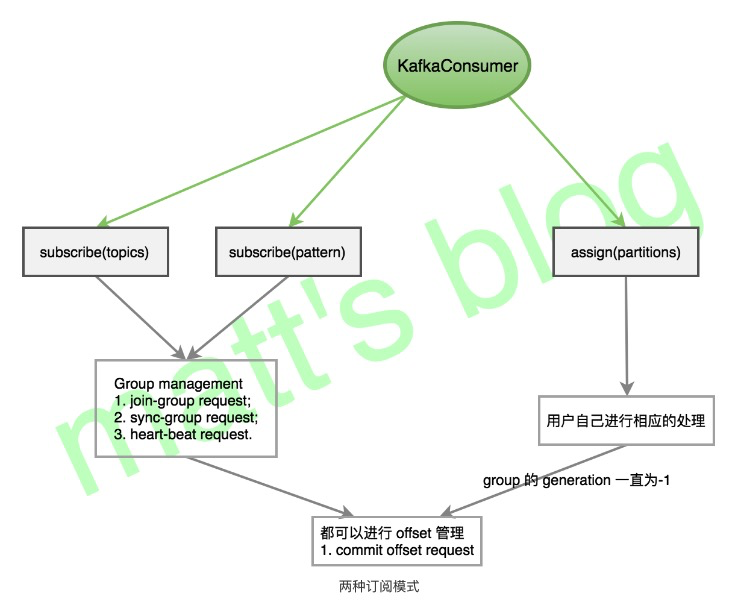 KafkaConsumer
subscribe(topics)
subscribe(pattern)
assign(partitions)
Group management
1. join-group request;
2. sync-group request;
3. heart-beat request.
用户自己进行相应的处理
group 的 generation 一直为-1
都可以进行 offset 管理
1. commit offset request
两种订阅模式
matt's blog